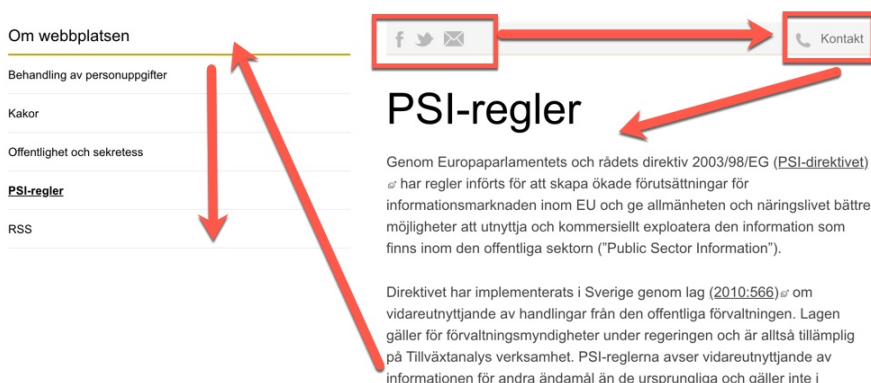 Om webbplatsen
Behandling av personuppgifter
Kakor
Offentlighet och sekretess
PSI-regler
RSS
Kontakt
PSI-regler
Genom Europaparlamentets och rådets direktiv 2003/98/EG (PSI-direktivet)
har regler införts för att skapa ökade förutsättningar för
informationsmarknaden inom EU och ge allmänheten och näringslivet bättre
möjligheter att utnyttja och kommersiellt exploatera den information som
finns inom den offentliga sektorn ("Public Sector Information").
Direktivet har implementerats i Sverige genom lag (2010:566) om
vidareutnyttjande av handlingar från den offentliga förvaltningen. Lagen
gäller för förvaltningsmyndigheter under regeringen och är alltså tillämplig
på Tillväxtanalys verksamhet. PSI-reglerna avser vidareutnyttjande av
informationen för andra ändamål än de ursprungliga och gäller inte i